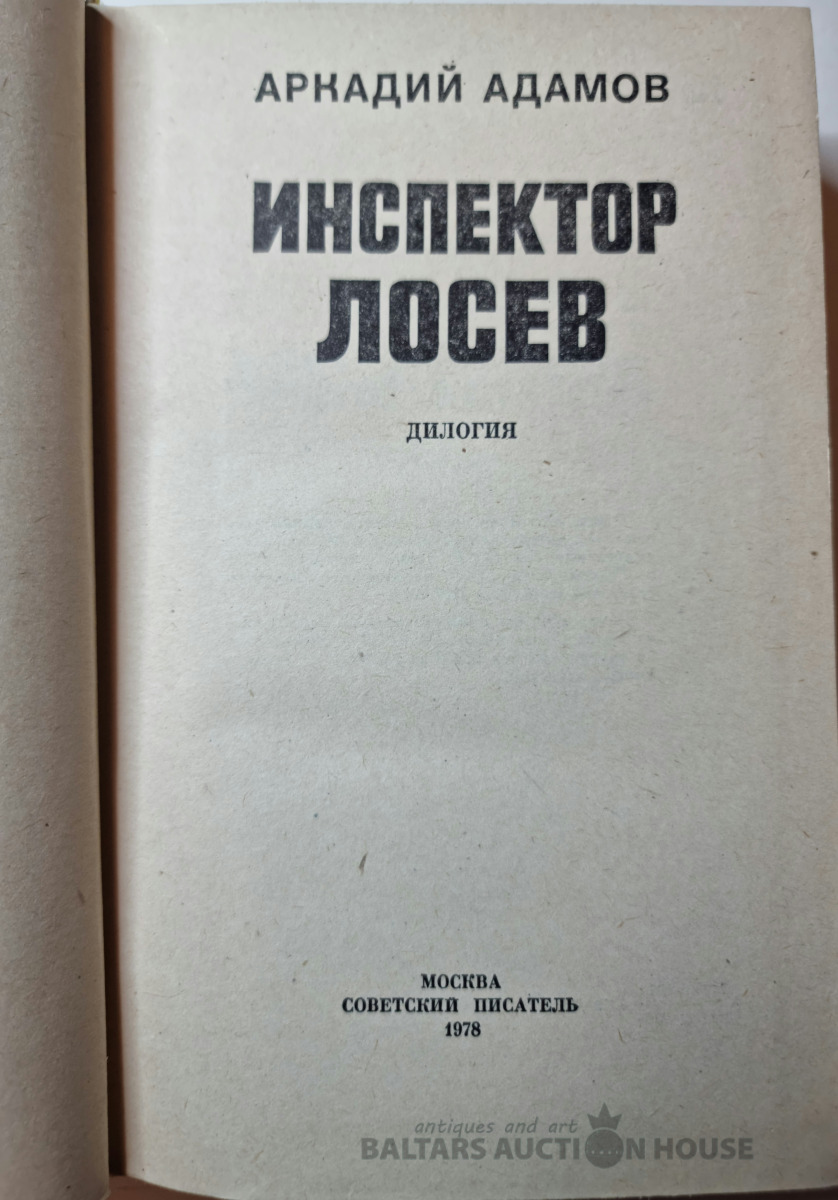 АРКАДИЙ АДАМОВ
ИНСПЕКТОР
ЛОСЕВ
ДИЛОГИЯ
МОСКВА
СОВЕТСКИЙ ПИСАТЕЛЬ
1978
antiques and art
BALTARS AUCTION HOUSE